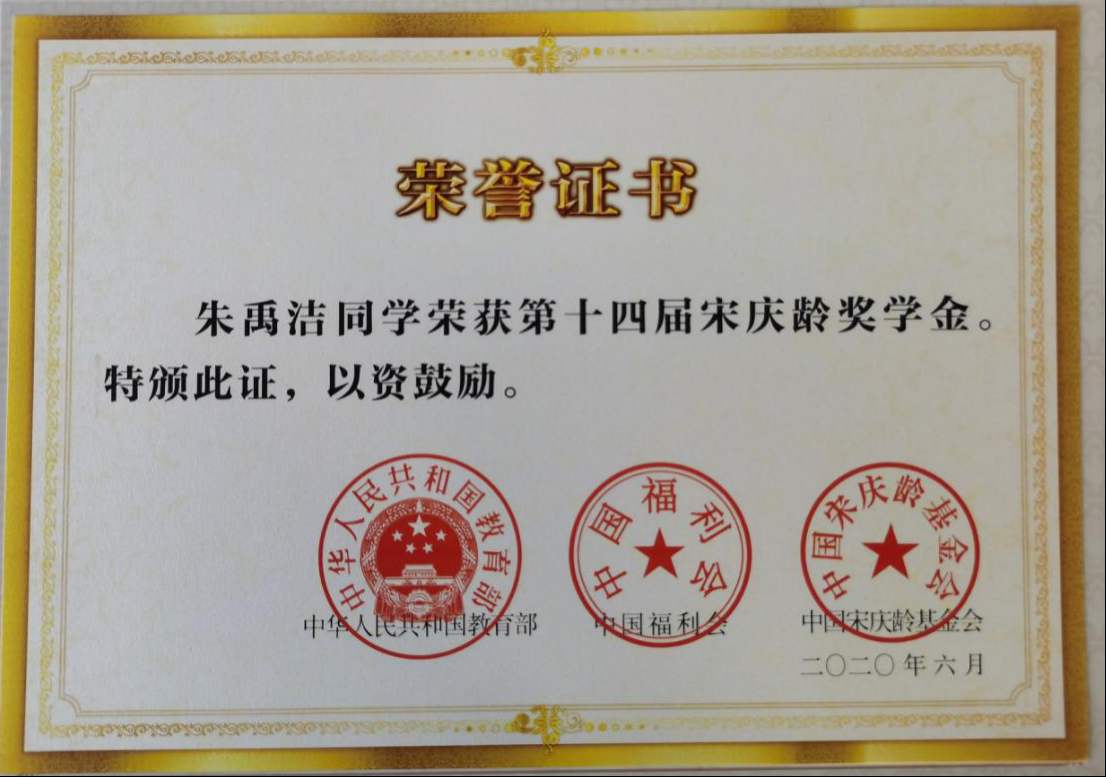 荣誉证书
朱禹洁同学荣获第十四届宋庆龄奖学金。
特颁此证，以资鼓励。
中华人民共和国教育部
中国福利会
中国宋庆龄基金会
中华人民共和国教育部
中国福利会
中国宋庆龄基金会
二〇二〇年六月